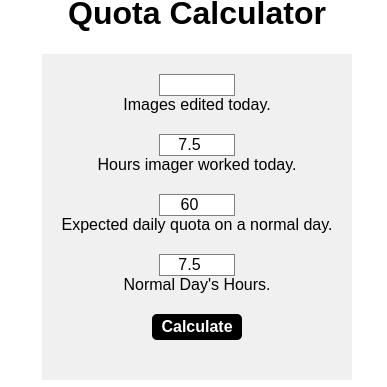 Quota Calculator
Images edited today.
7.5
Hours imager worked today.
60
Expected daily quota on a normal day.
7.5
Normal Day's Hours.
Calculate